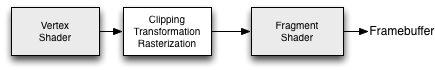 Vertex
Shader
Clipping
Transformation
Rasterization
Fragment
Shader
Framebuffer